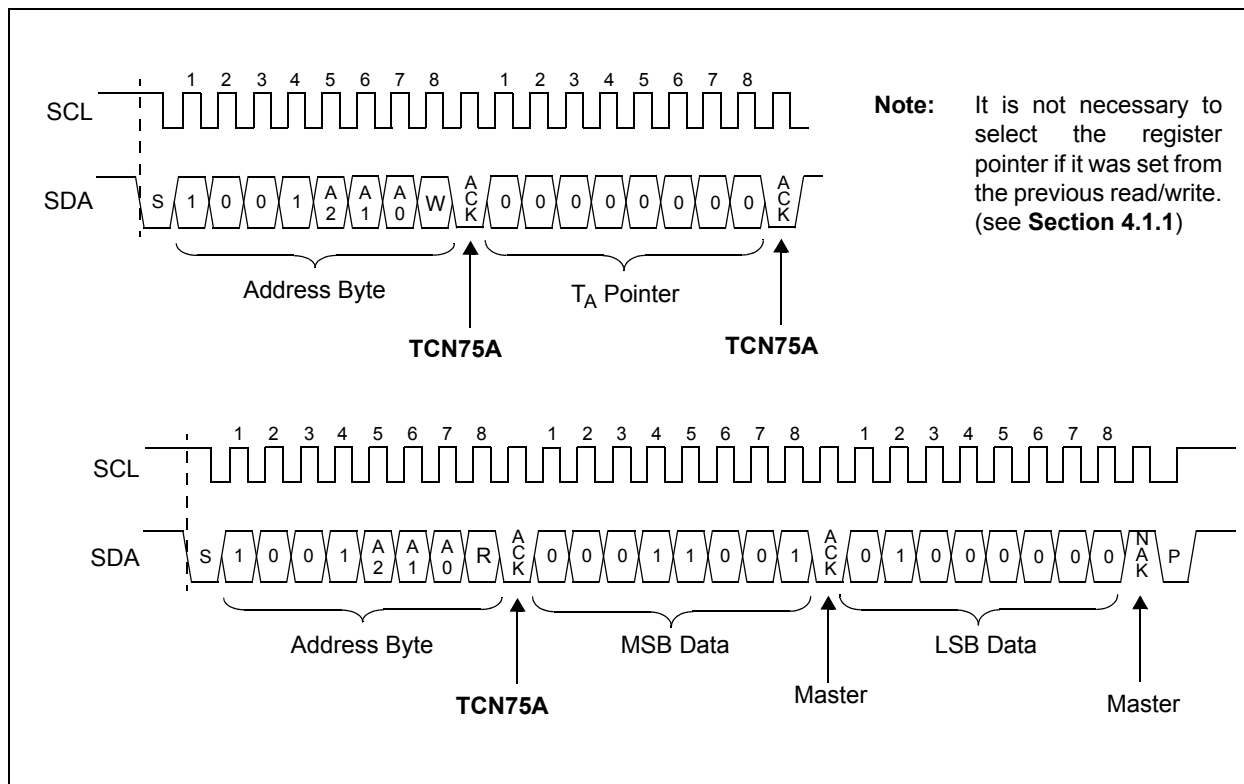 1 2 3 4 5 6 7 8 1 2 3 4 5 6 7 8
SCL
SDA
S 1 0 0 1 A2 A1 A0 W ACK 0 0 0 0 0 0 0 0 ACK
Address Byte
TA Pointer
TCN75A
TCN75A
Note: It is not necessary to
select the register
pointer if it was set from
the previous read/write.
(see Section 4.1.1)
1 2 3 4 5 6 7 8 1 2 3 4 5 6 7 8 1 2 3 4 5 6 7 8
SCL
SDA
S 1 0 0 1 A2 A1 A0 R ACK 0 0 0 1 1 0 0 1 ACK 0 1 0 0 0 0 0 0 NAK P
Address Byte
MSB Data
LSB Data
TCN75A
Master
Master